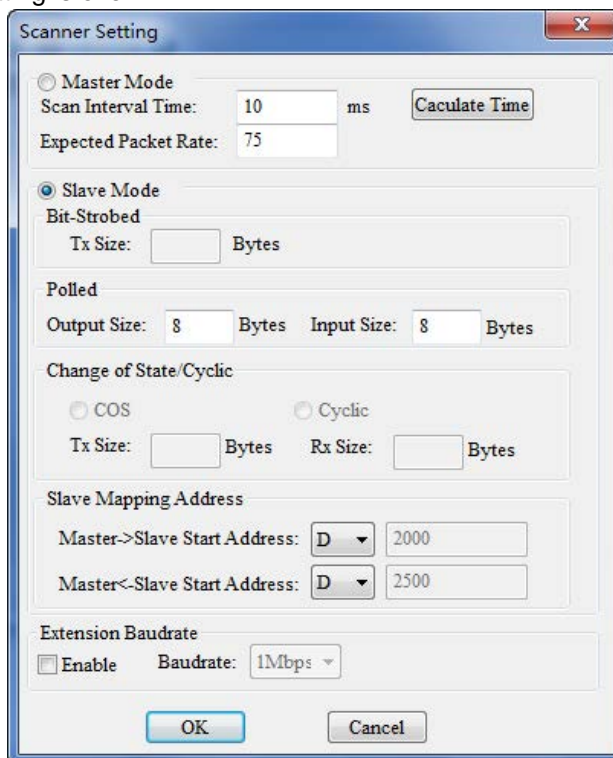 Scanner Setting
Master Mode
Scan Interval Time: 10 ms Caculate Time
Expected Packet Rate: 75
Slave Mode
Bit-Strobed
Tx Size: Bytes
Polled
Output Size: 8 Bytes Input Size: 8 Bytes
Change of State/Cyclic
COS Cyclic
Tx Size: Bytes Rx Size: Bytes
Slave Mapping Address
Master->Slave Start Address: D 2000
Master<-Slave Start Address: D 2500
Extension Baudrate
Enable Baudrate: 1Mbps
OK Cancel